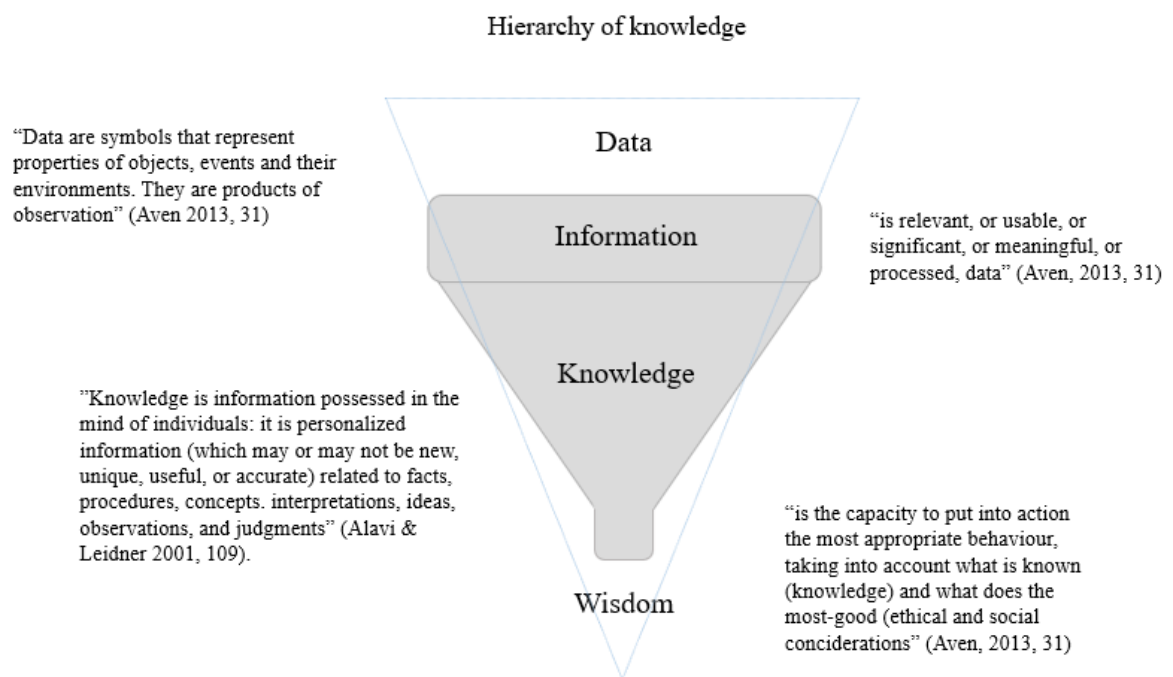 Hierarchy of knowledge
Data
“Data are symbols that represent
properties of objects, events and their
environments. They are products of
observation” (Aven 2013, 31)
Information
“is relevant, or usable, or
significant, or meaningful, or
processed, data” (Aven, 2013, 31)
Knowledge
”Knowledge is information possessed in the
mind of individuals: it is personalized
information (which may or may not be new,
unique, useful, or accurate) related to facts,
procedures, concepts. interpretations, ideas,
observations, and judgments” (Alavi &
Leidner 2001, 109).
Wisdom
“is the capacity to put into action
the most appropriate behaviour,
taking into account what is known
(knowledge) and what does the
most-good (ethical and social
conciderations” (Aven, 2013, 31)